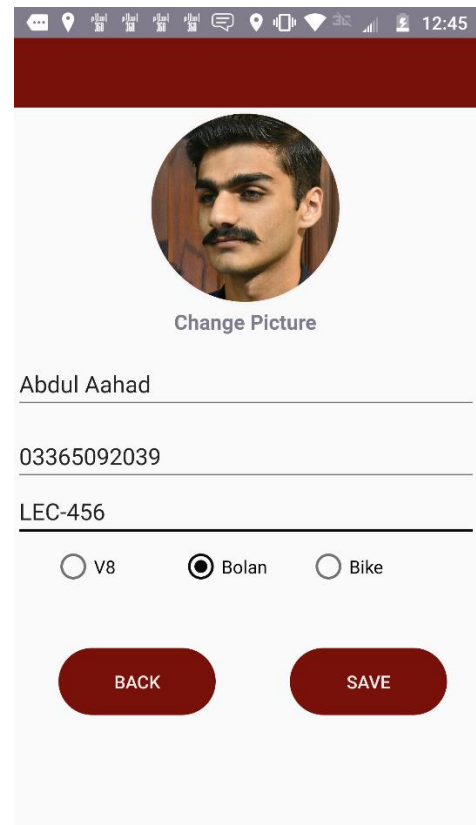 12:45
Change Picture
Abdul Aahad
03365092039
LEC-456
V8 Bolan Bike
BACK SAVE